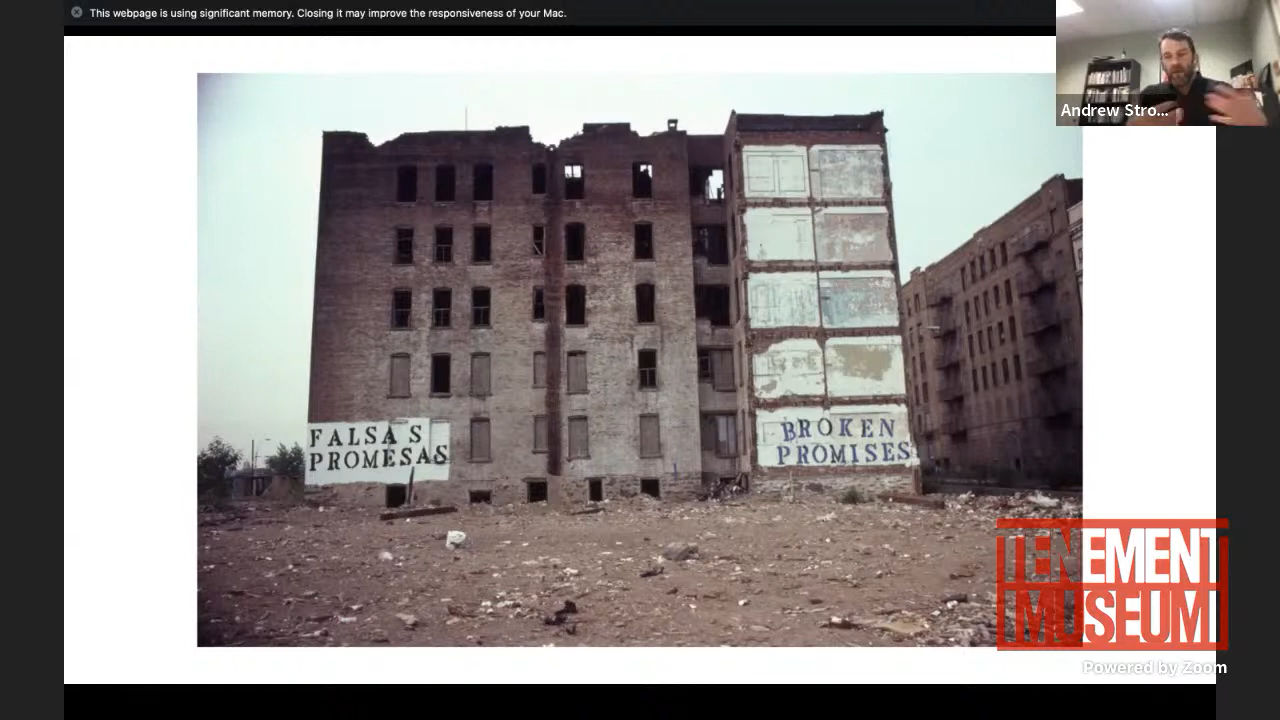 This webpage is using significant memory. Closing it may improve the responsiveness of your Mac.
Andrew Stro...
FALSAS
PROMESAS
BROKEN
PROMISES
TENEMENT
MUSEUM
Powered by Zoom